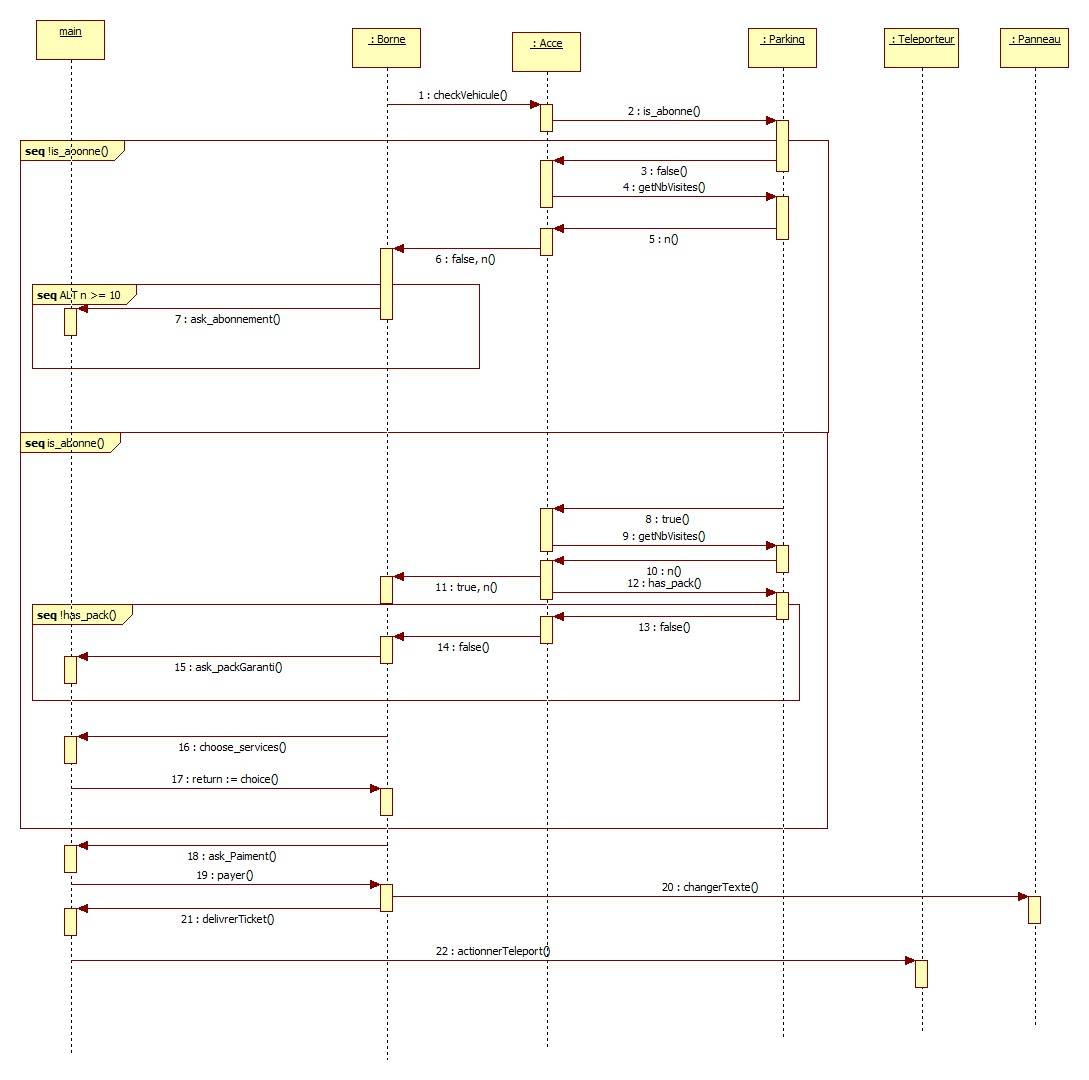 main
: Borne
: Acce
: Parking
: Teleporteur
: Panneau
1 : checkVehicule()
2 : is_abonne()
seq !is_abonne()
3 : false()
4 : getNbVisites()
5 : n()
6 : false, n()
seq ALT n >= 10
7 : ask_abonnement()
seq is_abonne()
8 : true()
9 : getNbVisites()
10 : n()
11 : true, n()
12 : has_pack()
seq !has_pack()
13 : false()
14 : false()
15 : ask_packGaranti()
16 : choose_services()
17 : return := choice()
18 : ask_Paiment()
19 : payer()
20 : changerTexte()
21 : delivrerTicket()
22 : actionnerTeleport()